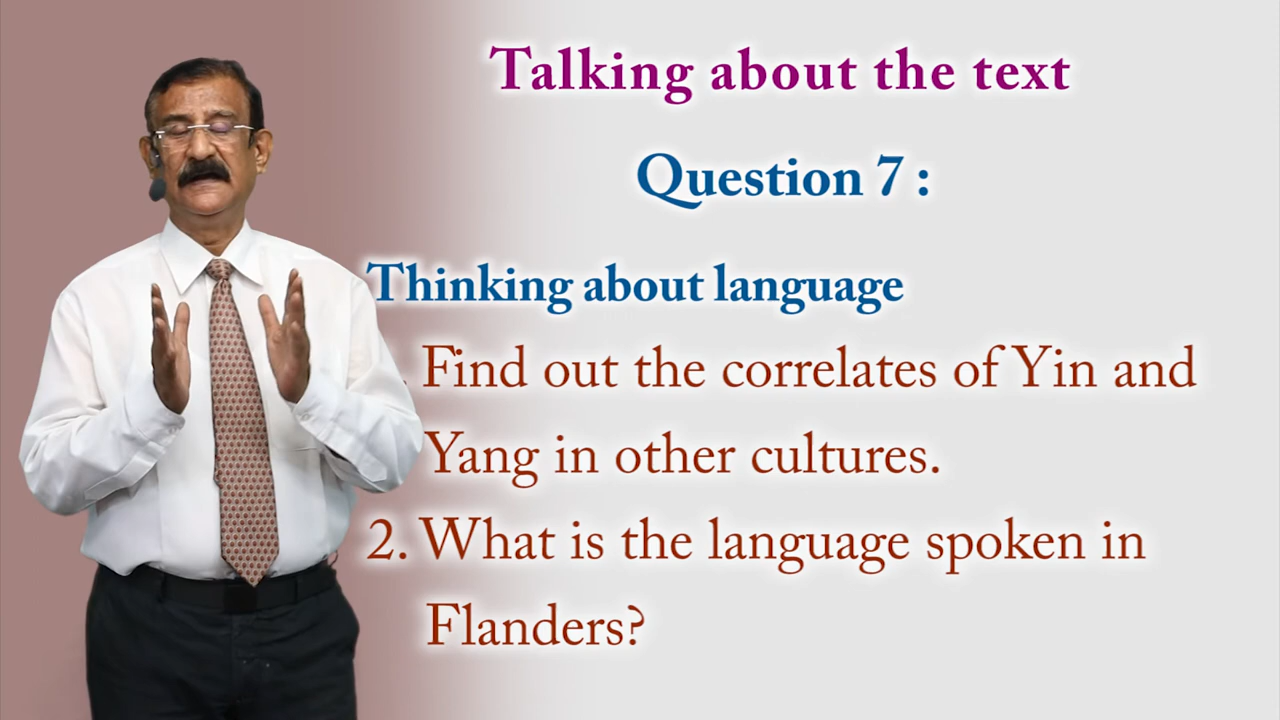 Talking about the text
Question 7 :
Thinking about language
. Find out the correlates of Yin and
Yang in other cultures.
2. What is the language spoken in
Flanders?